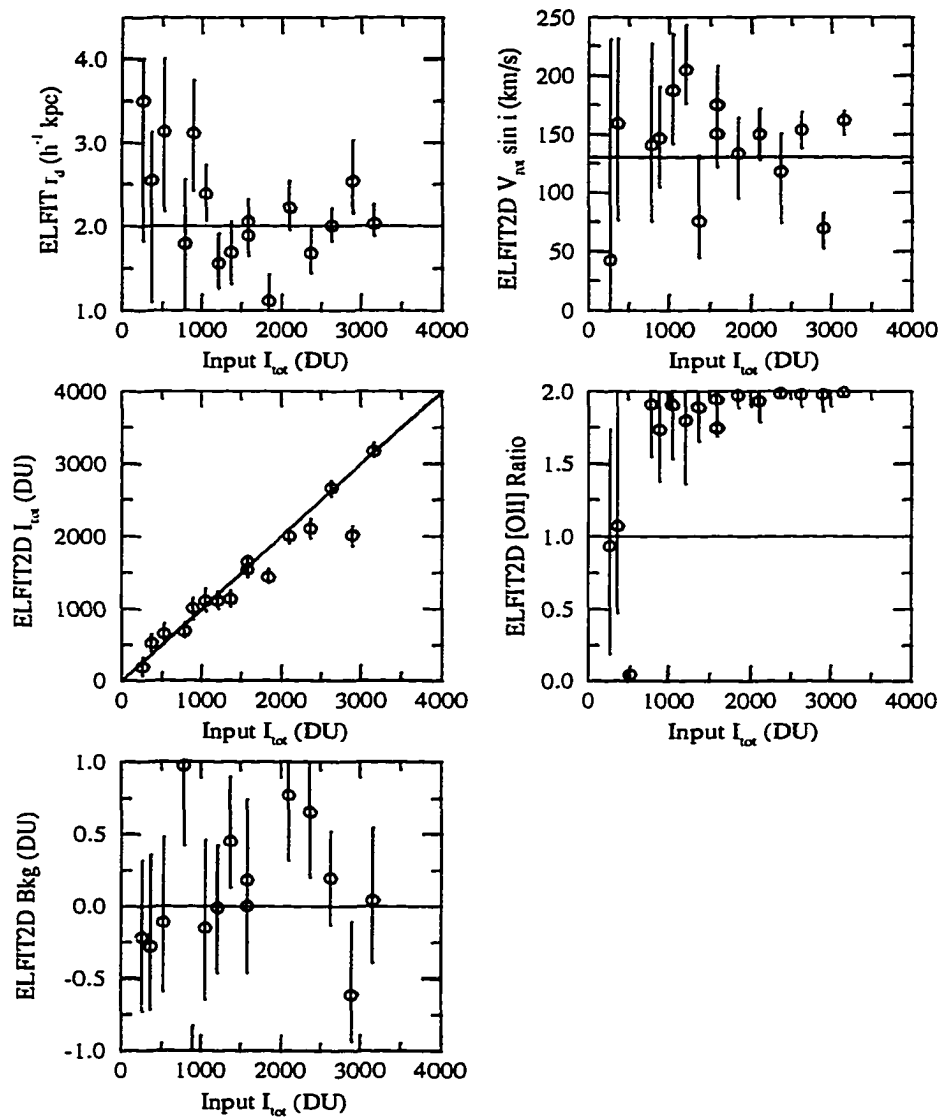 ELFIT r_d (h⁻¹ kpc)
4.0
3.0
2.0
1.0
0 1000 2000 3000 4000
Input I_tot (DU)
ELFIT2D V_rot sin i (km/s)
250
200
150
100
50
0
0 1000 2000 3000 4000
Input I_tot (DU)
ELFIT2D I_tot (DU)
4000
3000
2000
1000
0
0 1000 2000 3000 4000
Input I_tot (DU)
ELFIT2D [OII] Ratio
2.0
1.5
1.0
0.5
0.0
0 1000 2000 3000 4000
Input I_tot (DU)
ELFIT2D Bkg (DU)
1.0
0.5
0.0
-0.5
-1.0
0 1000 2000 3000 4000
Input I_tot (DU)